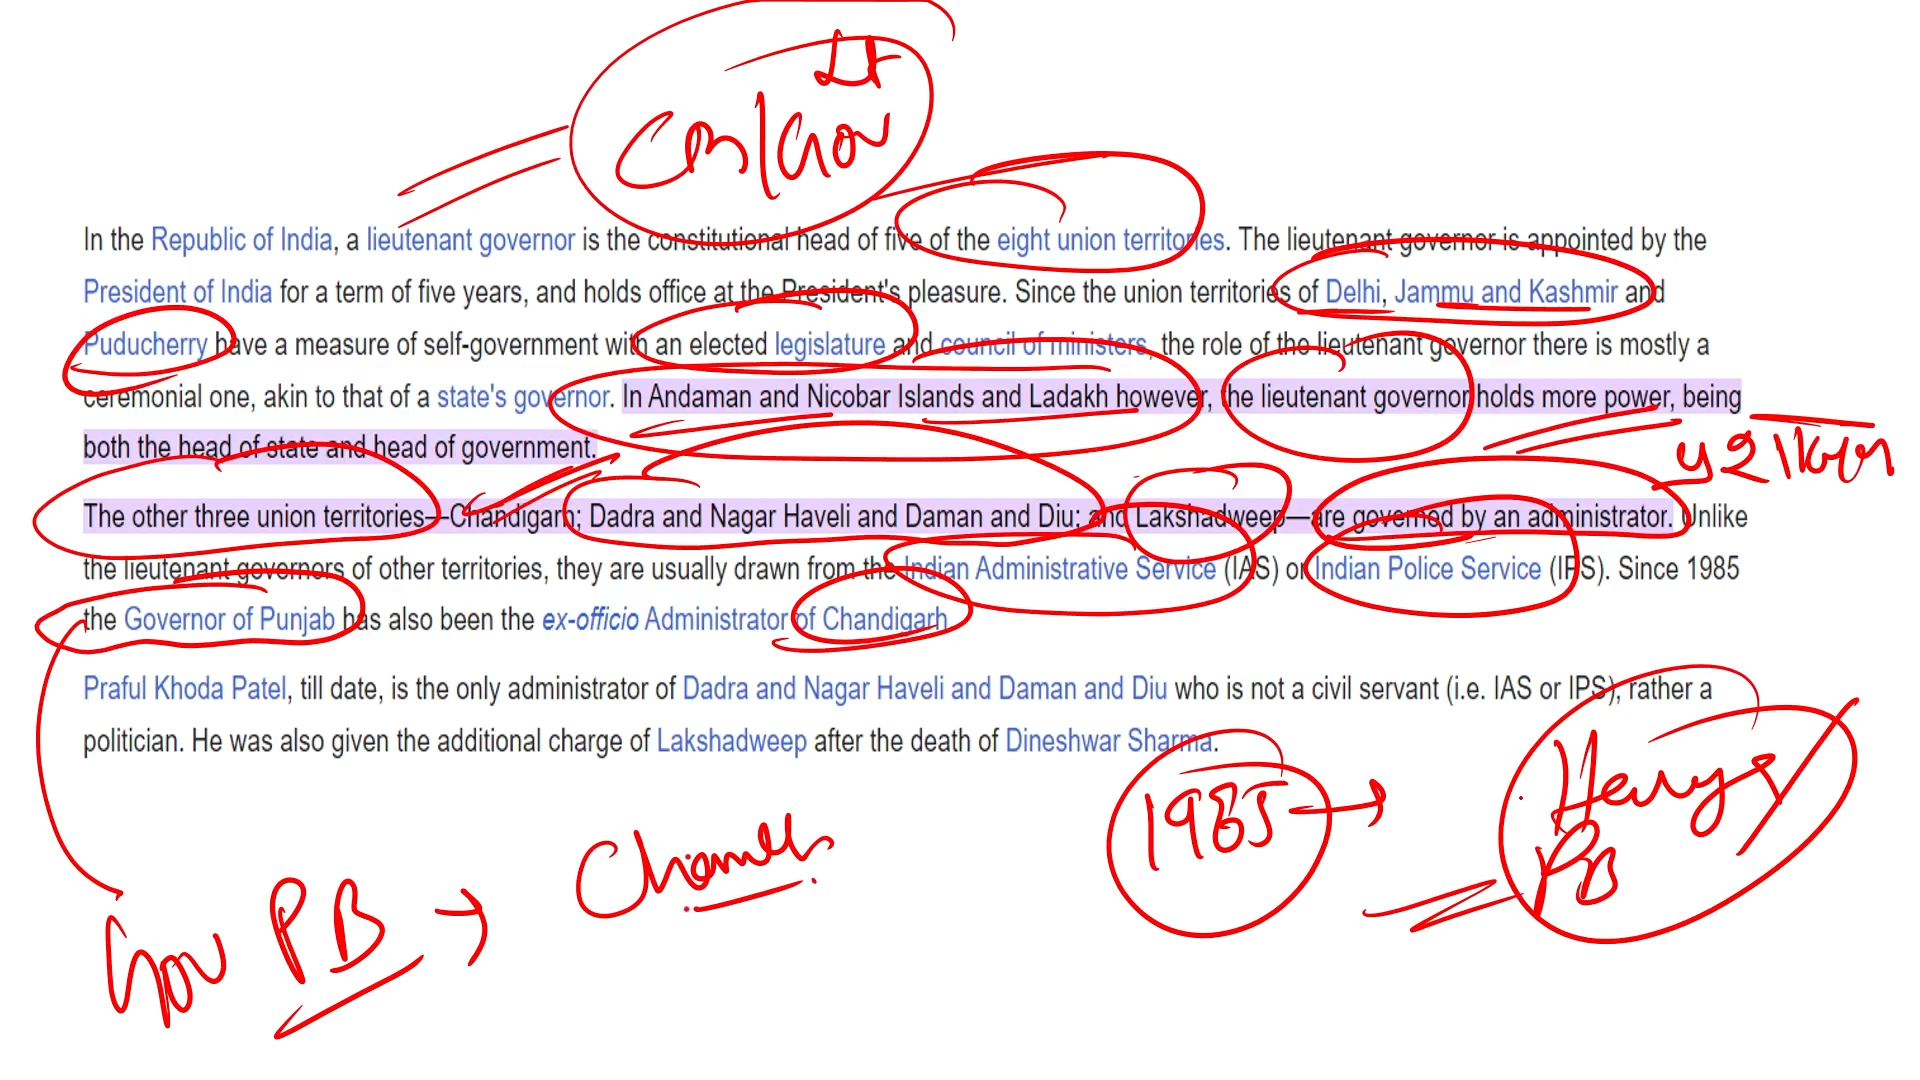 Lt
Gov
In the Republic of India, a lieutenant governor is the constitutional head of five of the eight union territories. The lieutenant governor is appointed by the
President of India for a term of five years, and holds office at the President's pleasure. Since the union territories of Delhi, Jammu and Kashmir and
Puducherry have a measure of self-government with an elected legislature and council of ministers, the role of the lieutenant governor there is mostly a
ceremonial one, akin to that of a state's governor. In Andaman and Nicobar Islands and Ladakh however, the lieutenant governor holds more power, being
both the head of state and head of government.
The other three union territories—Chandigarh; Dadra and Nagar Haveli and Daman and Diu; and Lakshadweep—are governed by an administrator. Unlike
the lieutenant governors of other territories, they are usually drawn from the Indian Administrative Service (IAS) or Indian Police Service (IPS). Since 1985
the Governor of Punjab has also been the ex-officio Administrator of Chandigarh.
Praful Khoda Patel, till date, is the only administrator of Dadra and Nagar Haveli and Daman and Diu who is not a civil servant (i.e. IAS or IPS), rather a
politician. He was also given the additional charge of Lakshadweep after the death of Dineshwar Sharma.
1985
PB
Gov PB